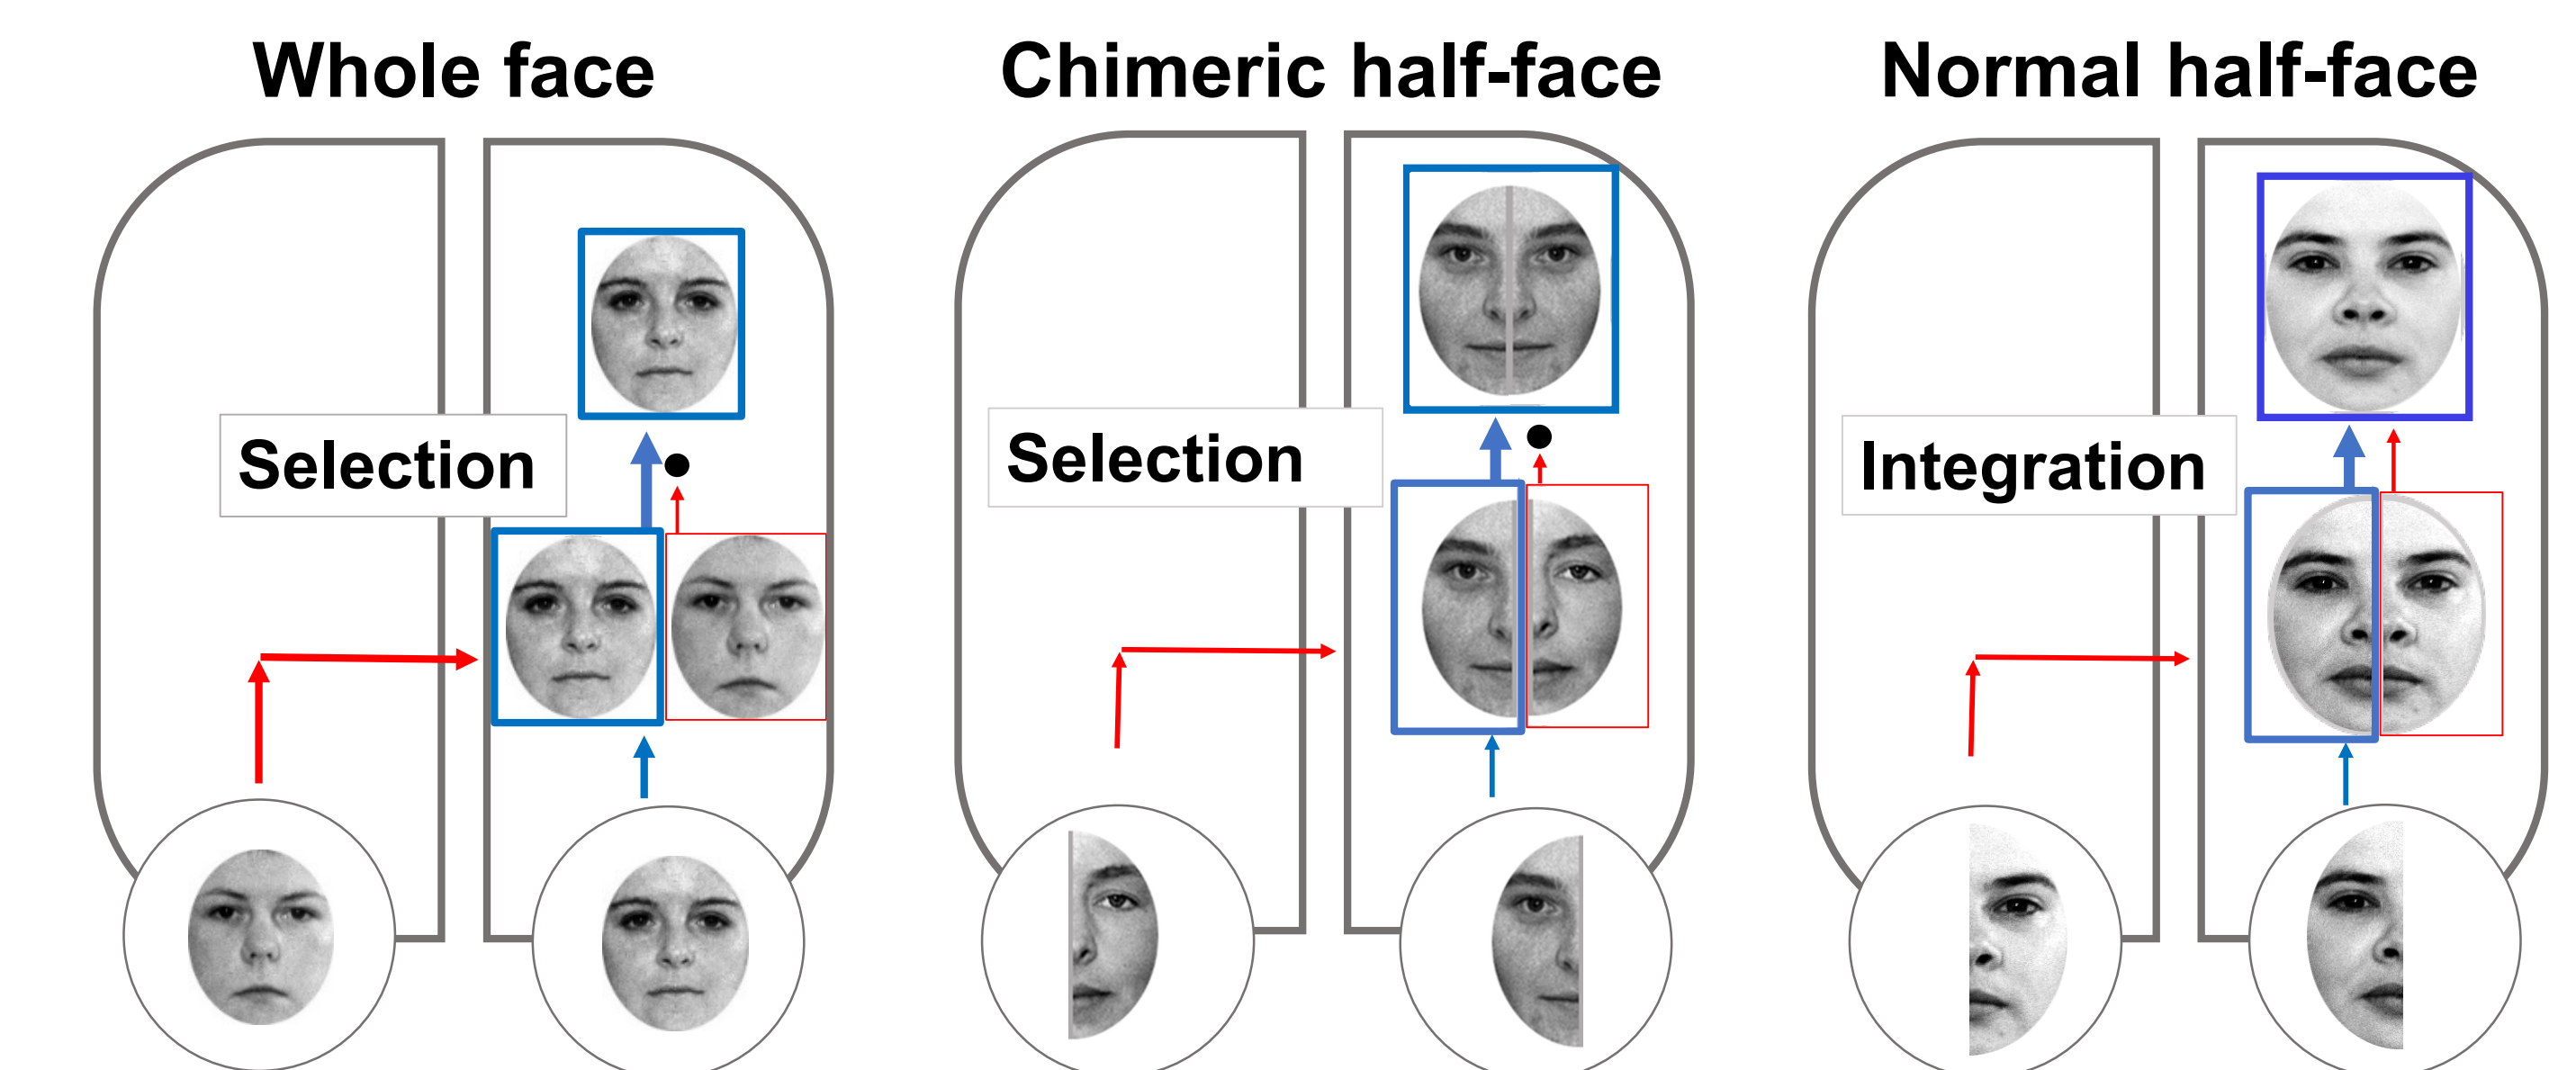 Whole face
Chimeric half-face
Normal half-face
Selection
Selection
Integration